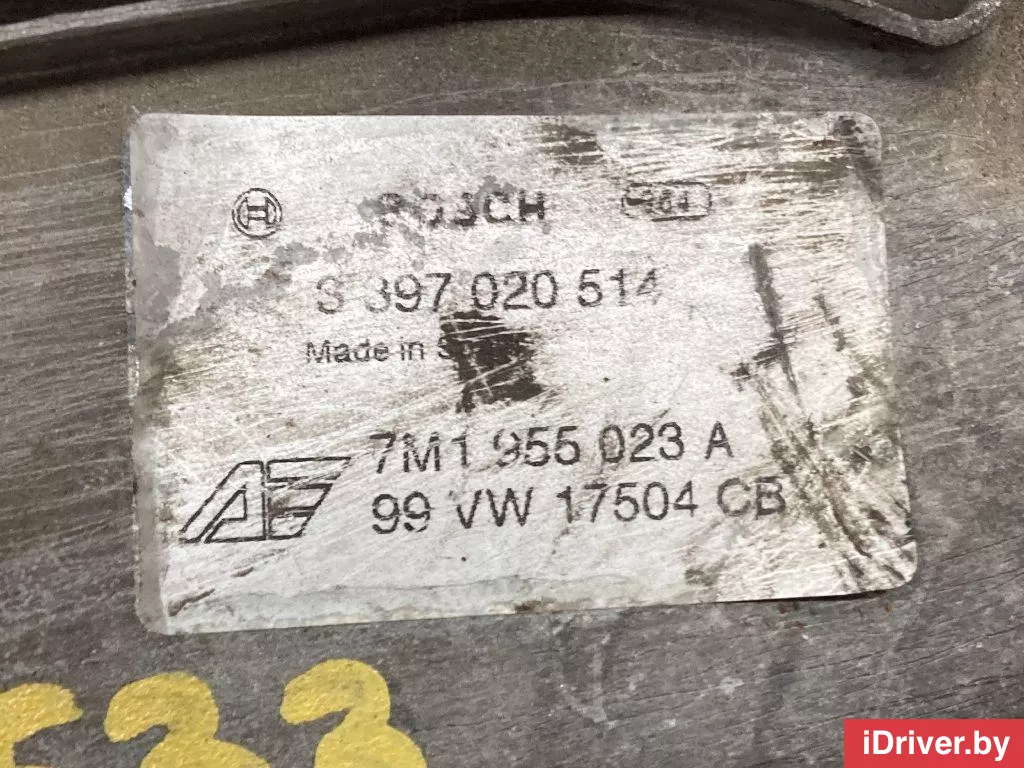 BOSCH
3 397 020 514
Made in
7M1 955 023 A
99 VW 17504 CB
iDriver.by